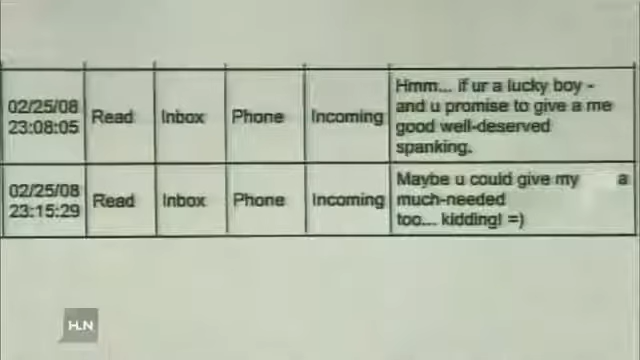 02/25/08
23:08:05
Read
Inbox
Phone
Incoming
Hmm... if ur a lucky boy -
and u promise to give a me
good well-deserved
spanking.
02/25/08
23:15:29
Read
Inbox
Phone
Incoming
Maybe u could give my a
much-needed
too... kidding! =)
HLN